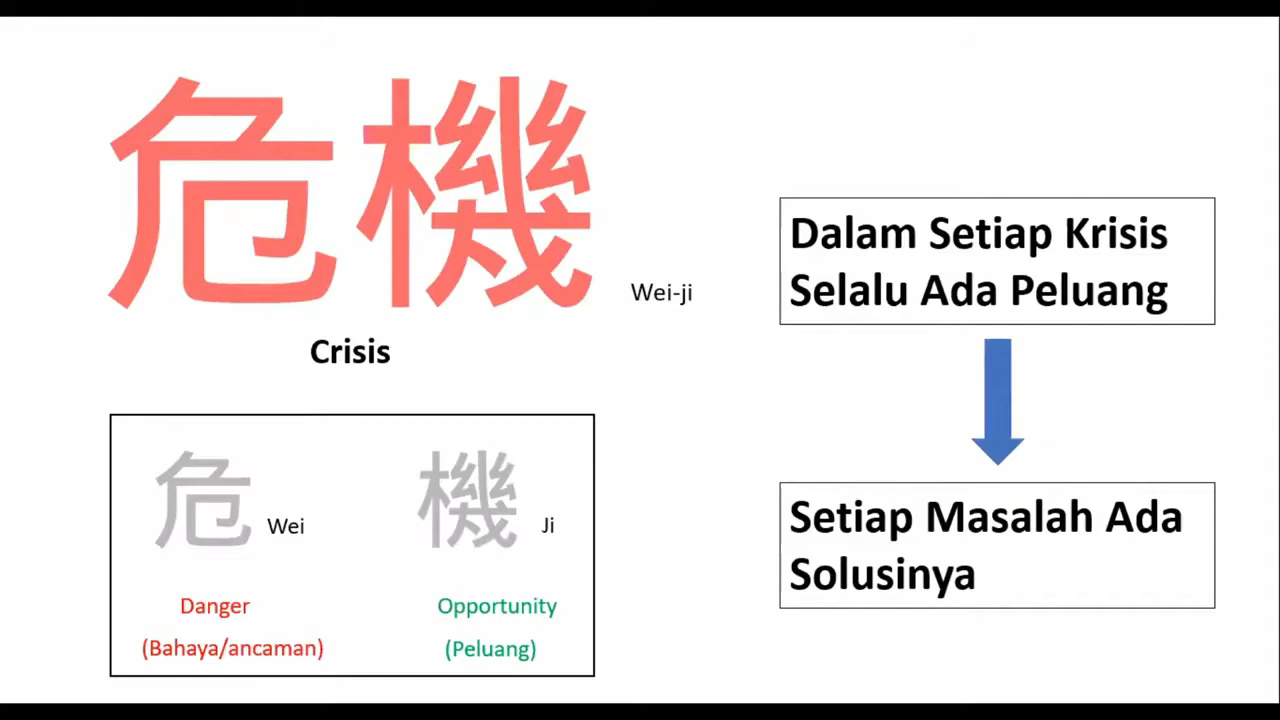 危機
Wei-ji
Crisis
危 Wei
機 Ji
Danger
(Bahaya/ancaman)
Opportunity
(Peluang)
Dalam Setiap Krisis
Selalu Ada Peluang
Setiap Masalah Ada
Solusinya